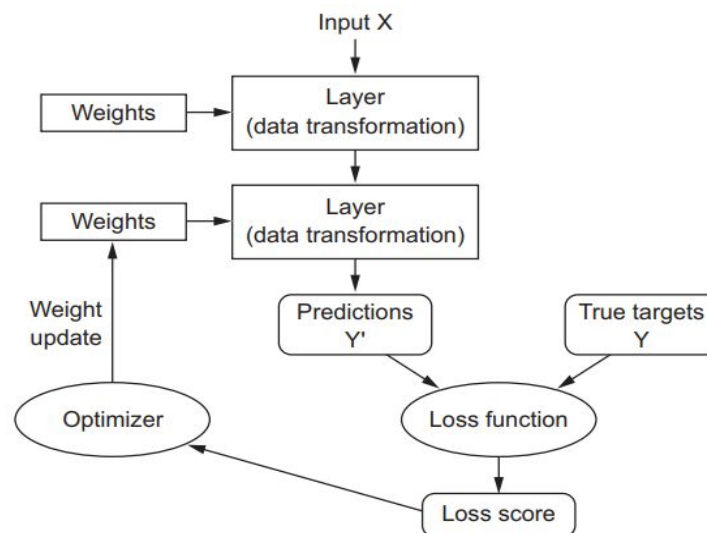 Input X
Weights
Layer
(data transformation)
Weights
Layer
(data transformation)
Weight
update
Predictions
Y'
True targets
Y
Optimizer
Loss function
Loss score